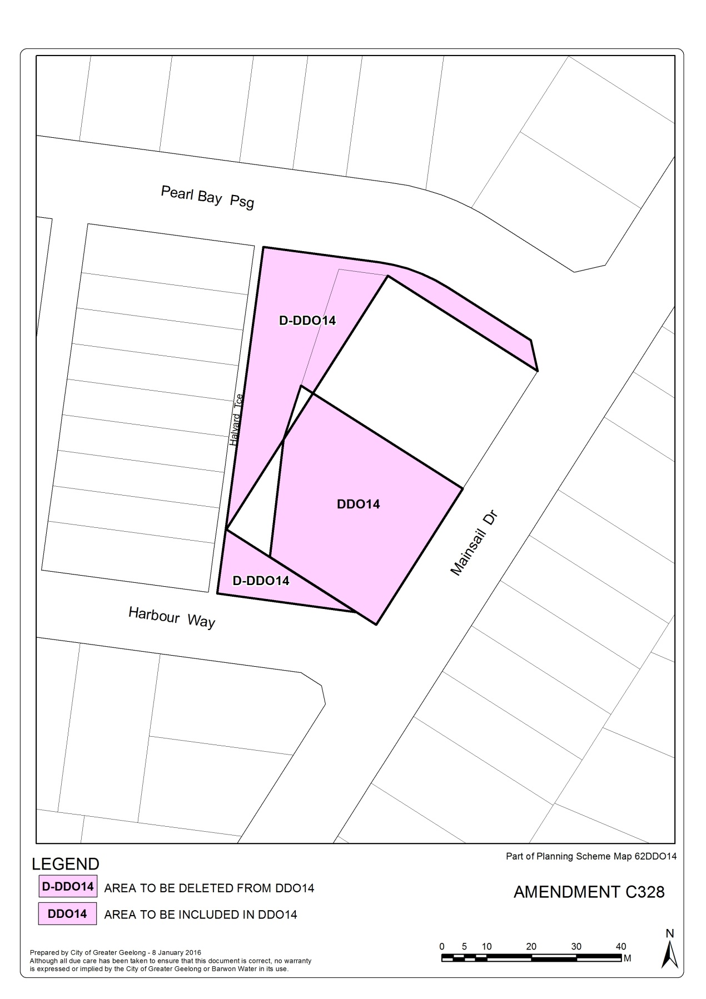 Pearl Bay Psg
D-DDO14
Halyard Tce
DDO14
Mainsail Dr
D-DDO14
Harbour Way
Part of Planning Scheme Map 62DDO14
LEGEND
D-DDO14 AREA TO BE DELETED FROM DDO14
DDO14 AREA TO BE INCLUDED IN DDO14
AMENDMENT C328
N
0 5 10 20 30 40
M
Prepared by City of Greater Geelong - 8 January 2016
Although all due care has been taken to ensure that this document is correct, no warranty
is expressed or implied by the City of Greater Geelong or Barwon Water in its use.